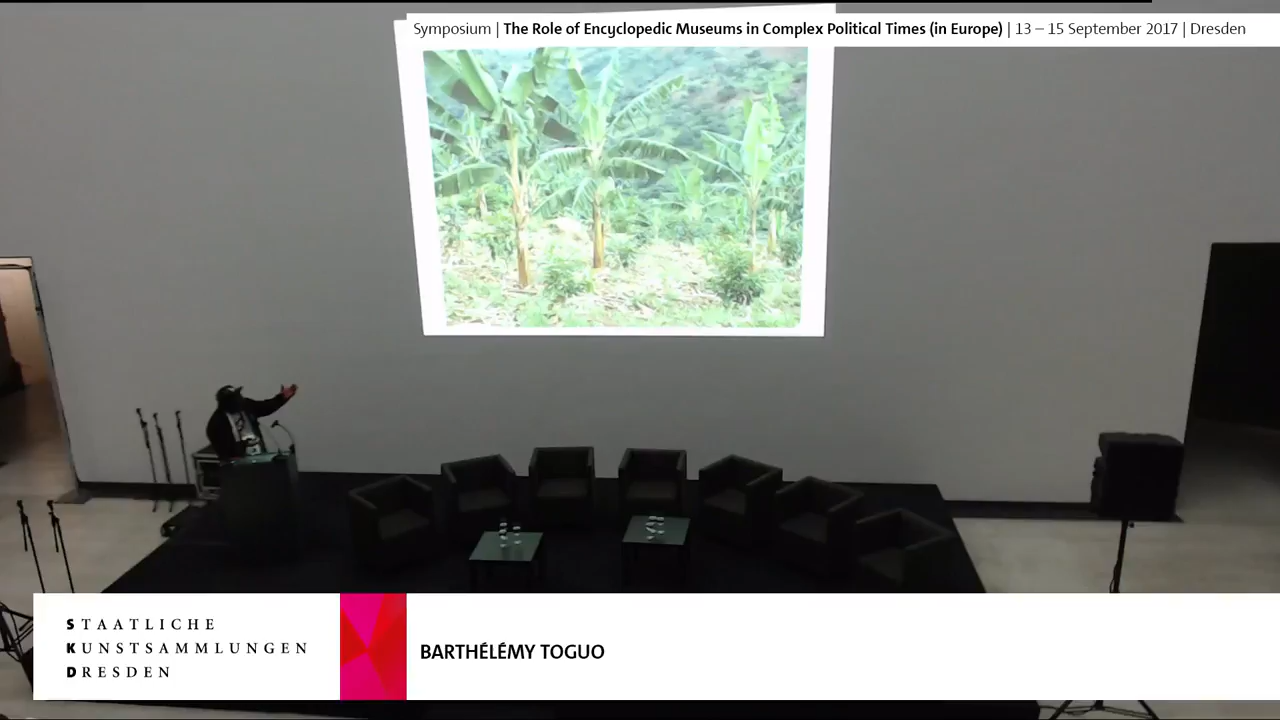 Symposium | The Role of Encyclopedic Museums in Complex Political Times (in Europe) | 13 – 15 September 2017 | Dresden
STAATLICHE
KUNSTSAMMLUNGEN
DRESDEN
BARTHÉLÉMY TOGUO